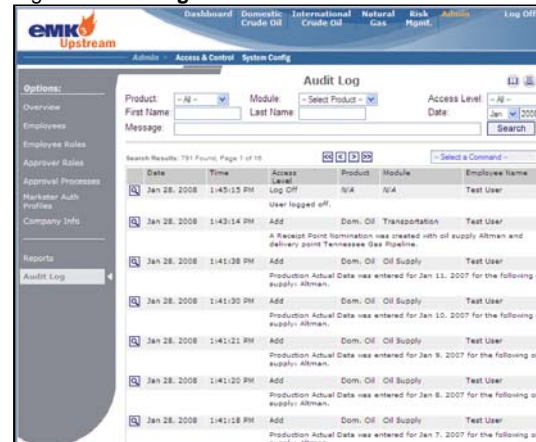 Dashboard Domestic Crude Oil International Crude Oil Natural Gas Risk Mgmt. Admin Log Off
eMK
Upstream
Admin - Access & Control System Config
Options:
Overview
Employees
Employee Roles
Approver Roles
Approval Processes
Marketer Auth Profiles
Company Info
Reports
Audit Log
Audit Log
Product: - All - Module: - Select Product - Access Level: - All -
First Name: Last Name: Date: Jan 2008
Message: Search
Search Results: 791 Found, Page 1 of 16 << < > >> - Select a Command -
Date Time Access Level Product Module Employee Name
Jan 28, 2008 1:45:15 PM Log Off N/A N/A Test User
User logged off.
Jan 28, 2008 1:43:14 PM Add Dom. Oil Transportation Test User
A Receipt Point Nomination was created with oil supply Altman and
delivery point Tennessee Gas Pipeline.
Jan 28, 2008 1:41:38 PM Add Dom. Oil Oil Supply Test User
Production Actual Data was entered for Jan 11, 2007 for the following
supply: Altman.
Jan 28, 2008 1:41:30 PM Add Dom. Oil Oil Supply Test User
Production Actual Data was entered for Jan 10, 2007 for the following
supply: Altman.
Jan 28, 2008 1:41:21 PM Add Dom. Oil Oil Supply Test User
Production Actual Data was entered for Jan 9, 2007 for the following
supply: Altman.
Jan 28, 2008 1:41:20 PM Add Dom. Oil Oil Supply Test User
Production Actual Data was entered for Jan 8, 2007 for the following
supply: Altman.
Jan 28, 2008 1:41:18 PM Add Dom. Oil Oil Supply Test User
Production Actual Data was entered for Jan 7, 2007 for the following